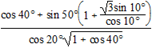 cos 40° + sin 50° (1 + √3 sin 10° / cos 10°)
cos 20° √1 + cos 40°